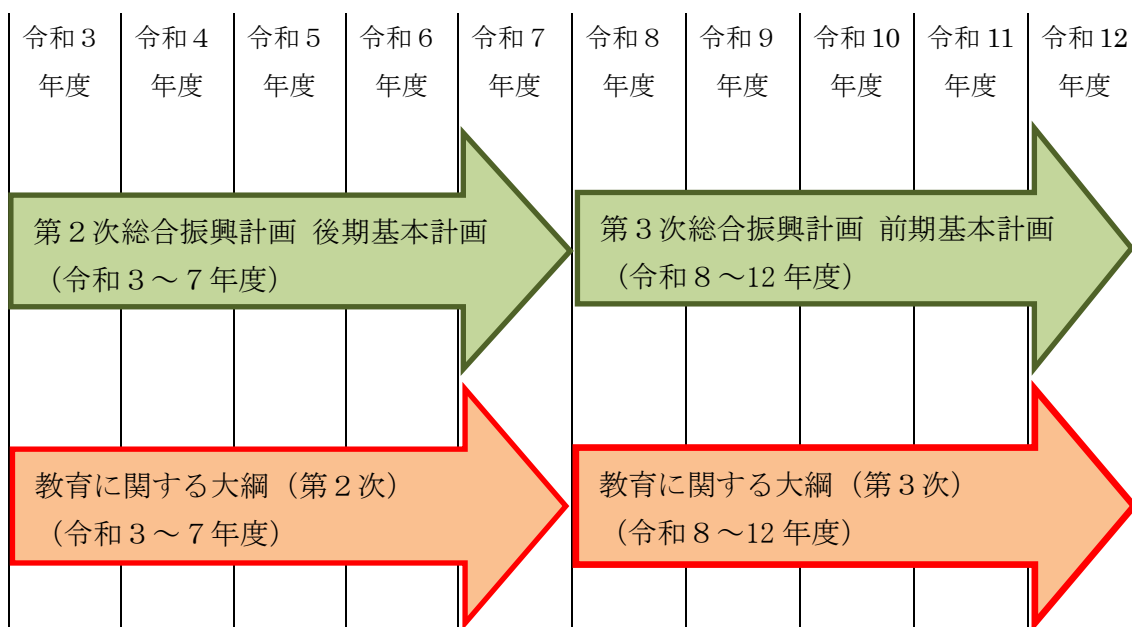 令和３ 令和４ 令和５ 令和６ 令和７ 令和８ 令和９ 令和 10 令和 11 令和 12
年度 年度 年度 年度 年度 年度 年度 年度 年度 年度
第２次総合振興計画 後期基本計画
（令和３～７年度）
第３次総合振興計画 前期基本計画
（令和８～12 年度）
教育に関する大綱（第２次）
（令和３～７年度）
教育に関する大綱（第３次）
（令和８～12 年度）